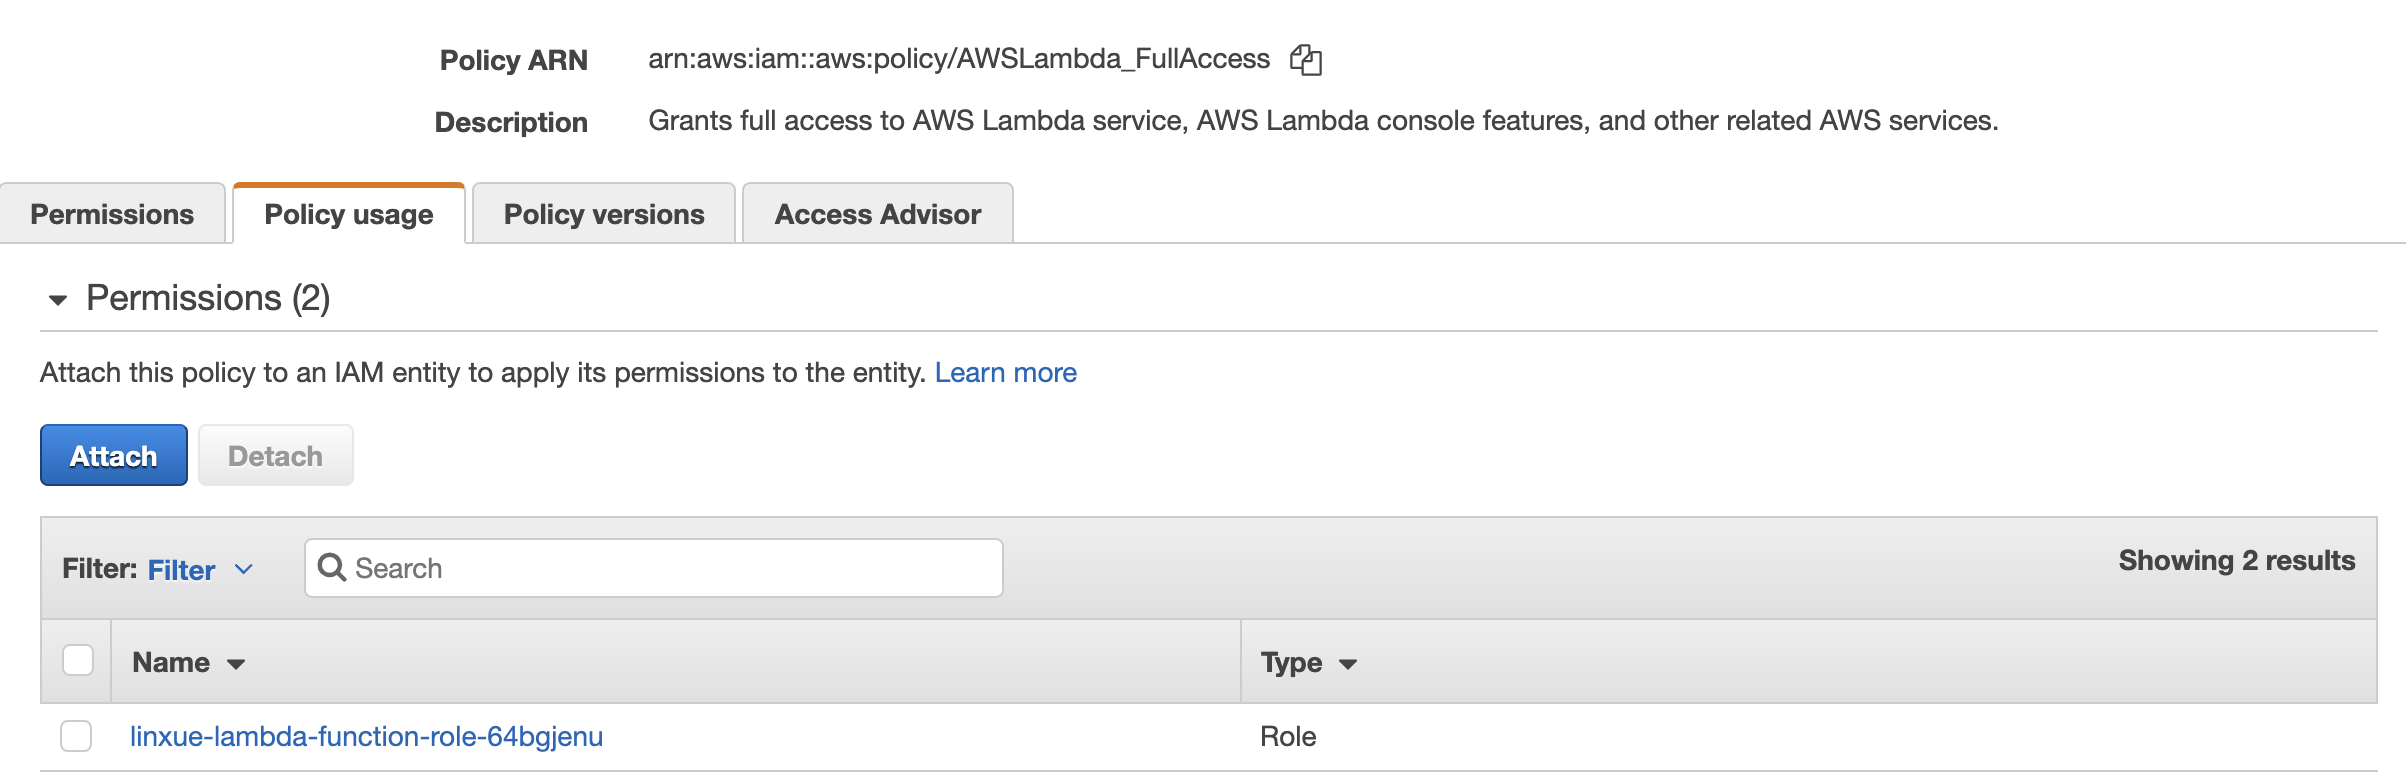 Policy ARN arn:aws:iam::aws:policy/AWSLambda_FullAccess
Description Grants full access to AWS Lambda service, AWS Lambda console features, and other related AWS services.
Permissions Policy usage Policy versions Access Advisor
Permissions (2)
Attach this policy to an IAM entity to apply its permissions to the entity. Learn more
Attach Detach
Filter: Filter Search Showing 2 results
Name Type
linxue-lambda-function-role-64bgjenu Role